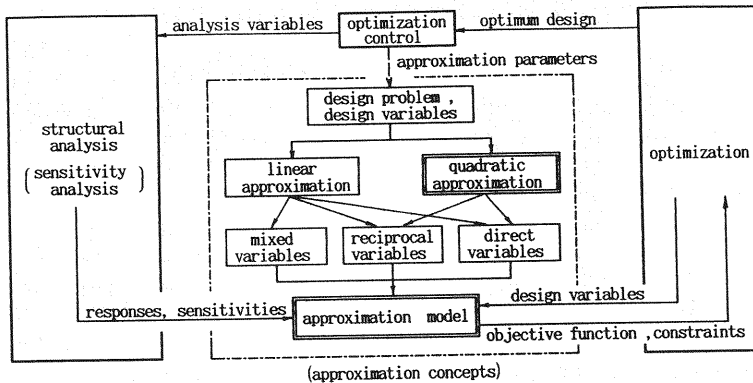 analysis variables
optimization
control
optimum design
approximation parameters
design problem ,
design variables
structural
analysis
(sensitivity
analysis)
linear
approximation
quadratic
approximation
optimization
mixed
variables
reciprocal
variables
direct
variables
responses, sensitivities
approximation model
design variables
objective function ,constraints
(approximation concepts)